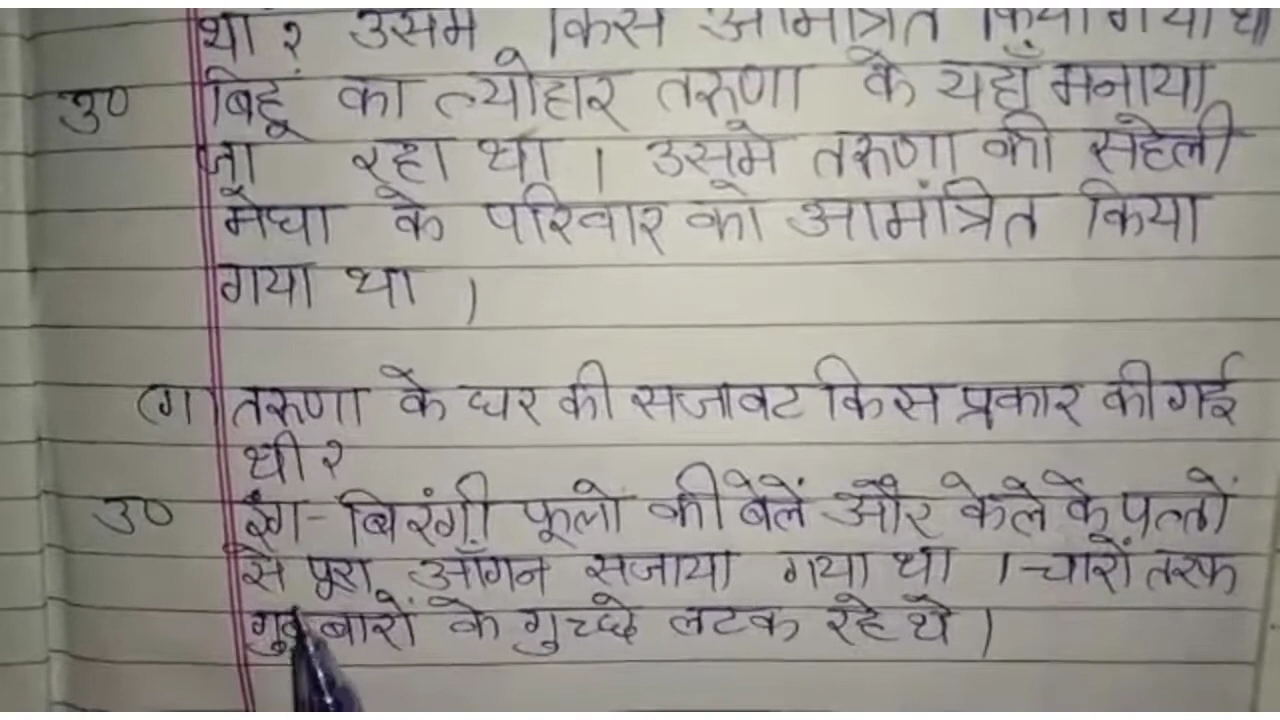 था ? उसमें किसे आमंत्रित किया गया था
उ० बिहू का त्योहार तरुणा के यहाँ मनाया
जा रहा था । उसमे तरुणा की सहेली
मेघा के परिवार को आमंत्रित किया
गया था ।
(ग) तरुणा के घर की सजावट किस प्रकार की गई
थी ?
उ० रंग-बिरंगी फूलों की बेलें और केले के पत्तों
से पूरा आँगन सजाया गया था । चारों तरफ
गुब्बारों के गुच्छे लटक रहे थे ।